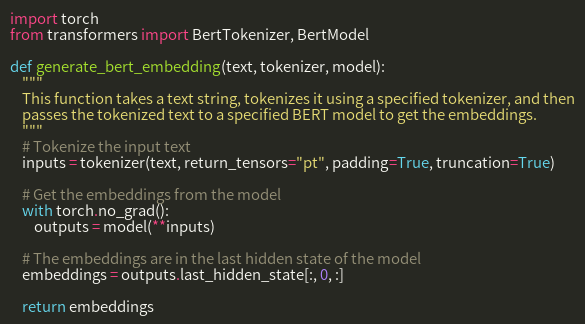 import torch
from transformers import BertTokenizer, BertModel
def generate_bert_embedding(text, tokenizer, model):
"""
This function takes a text string, tokenizes it using a specified tokenizer, and then
passes the tokenized text to a specified BERT model to get the embeddings.
"""
# Tokenize the input text
inputs = tokenizer(text, return_tensors="pt", padding=True, truncation=True)
# Get the embeddings from the model
with torch.no_grad():
outputs = model(**inputs)
# The embeddings are in the last hidden state of the model
embeddings = outputs.last_hidden_state[:, 0, :]
return embeddings